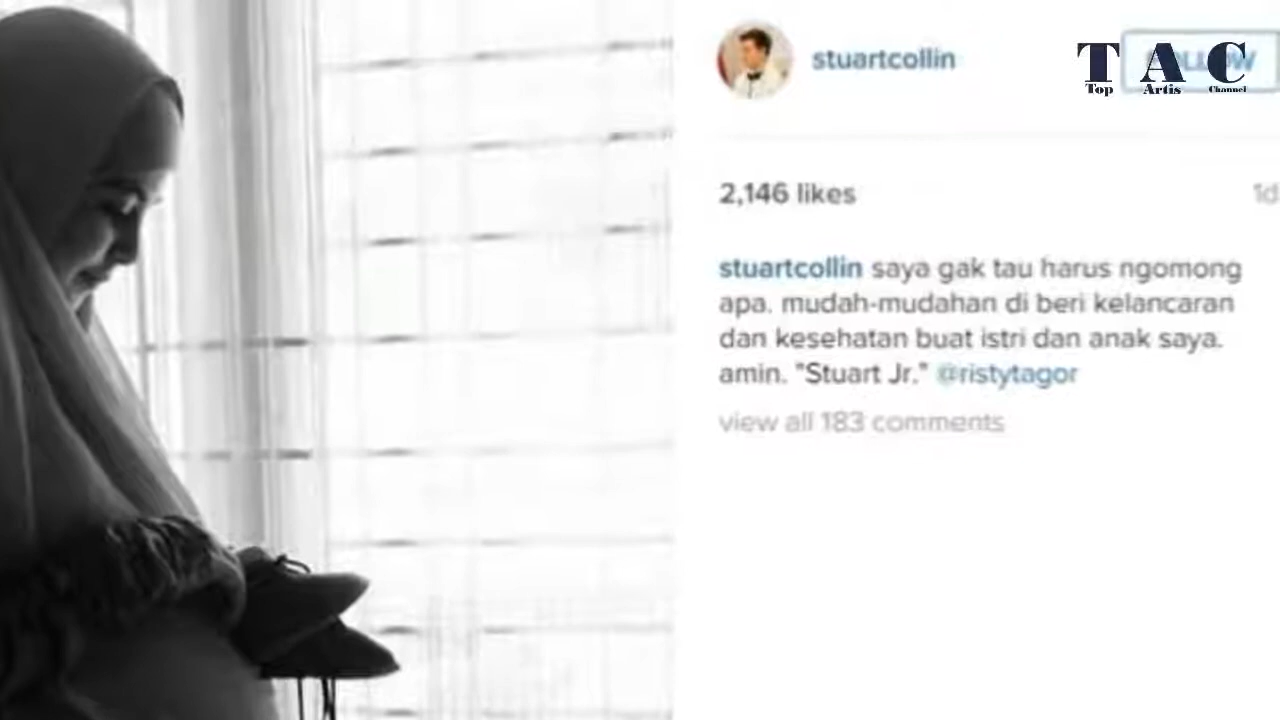 stuartcollin
T A C
Top Artis Channel
2,146 likes
1d
stuartcollin saya gak tau harus ngomong
apa. mudah-mudahan di beri kelancaran
dan kesehatan buat istri dan anak saya.
amin. "Stuart Jr." @ristytagor
view all 183 comments